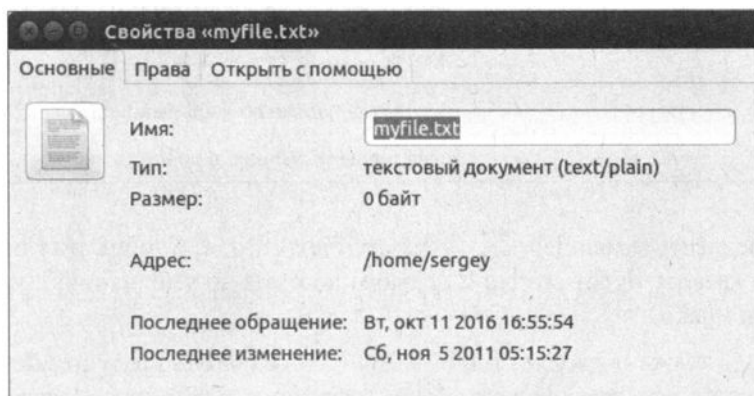 Свойства «myfile.txt»
Основные Права Открыть с помощью
Имя: myfile.txt
Тип: текстовый документ (text/plain)
Размер: 0 байт
Адрес: /home/sergey
Последнее обращение: Вт, окт 11 2016 16:55:54
Последнее изменение: Сб, ноя 5 2011 05:15:27